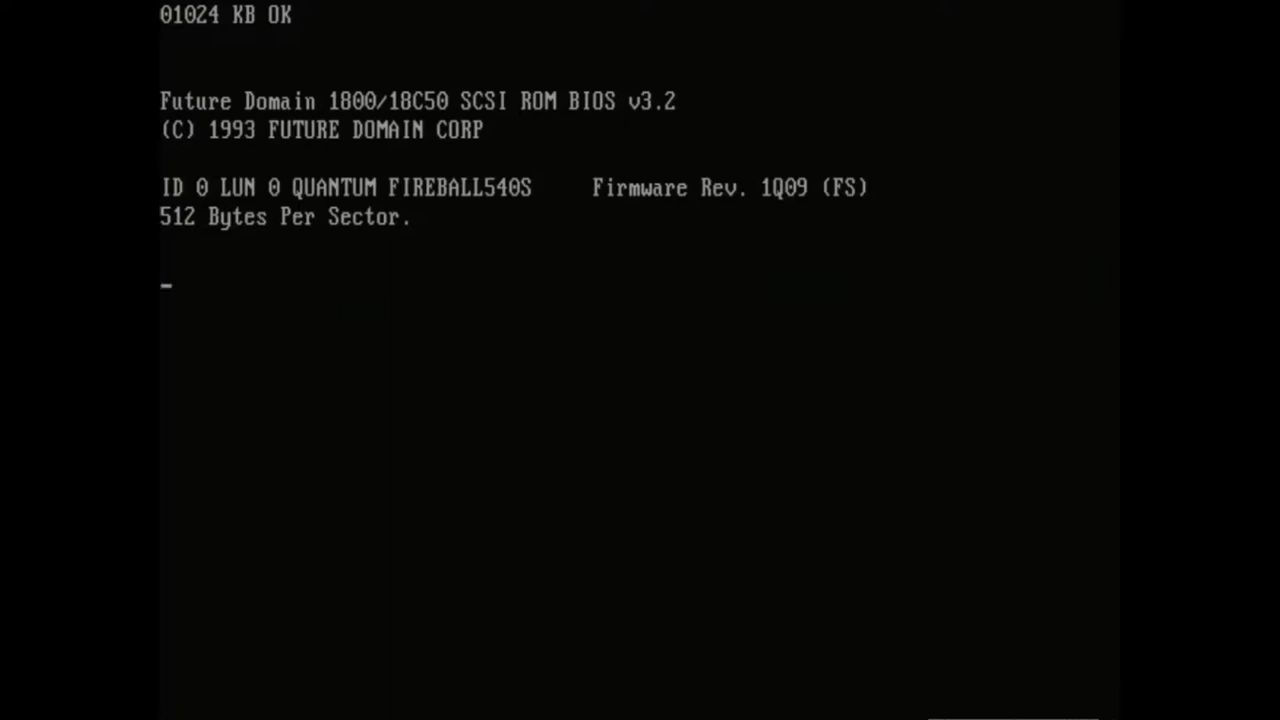 01024 KB OK
Future Domain 1800/18C50 SCSI ROM BIOS v3.2
(C) 1993 FUTURE DOMAIN CORP
ID 0 LUN 0 QUANTUM FIREBALL540S Firmware Rev. 1Q09 (FS)
512 Bytes Per Sector.